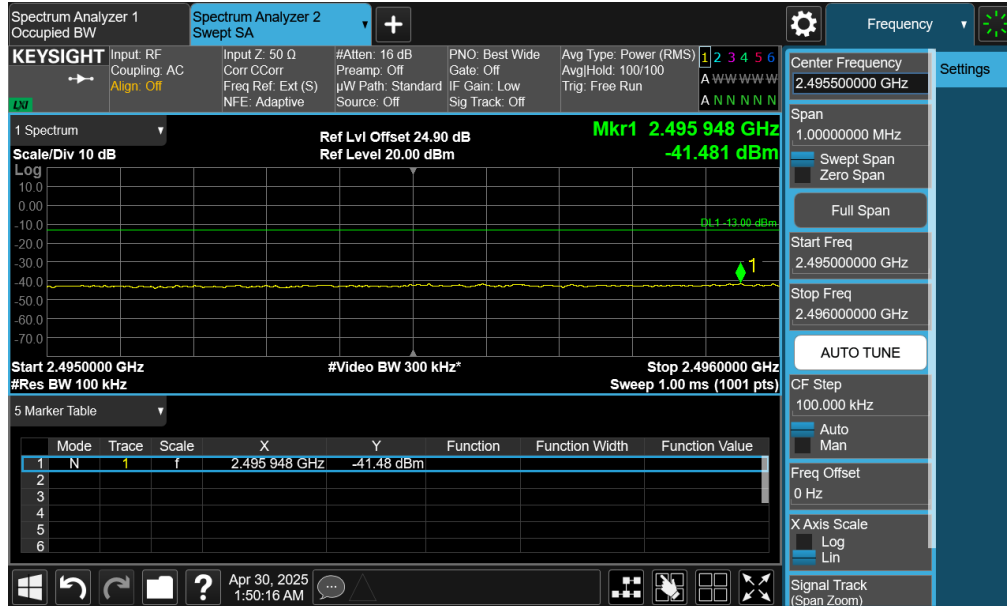 Spectrum Analyzer 1
Occupied BW
Spectrum Analyzer 2
Swept SA
Frequency
KEYSIGHT
LXI
Input: RF
Coupling: AC
Align: Off
Input Z: 50 Ω
Corr CCorr
Freq Ref: Ext (S)
NFE: Adaptive
#Atten: 16 dB
Preamp: Off
µW Path: Standard
Source: Off
PNO: Best Wide
Gate: Off
IF Gain: Low
Sig Track: Off
Avg Type: Power (RMS)
Avg|Hold: 100/100
Trig: Free Run
1 2 3 4 5 6
A W W W W W
A N N N N N
1 Spectrum
Scale/Div 10 dB
Ref Lvl Offset 24.90 dB
Ref Level 20.00 dBm
Mkr1 2.495 948 GHz
-41.481 dBm
Log
10.0
0.00
-10.0
-20.0
-30.0
-40.0
-50.0
-60.0
-70.0
DL1 -13.00 dBm
1
Start 2.4950000 GHz
#Res BW 100 kHz
#Video BW 300 kHz*
Stop 2.4960000 GHz
Sweep 1.00 ms (1001 pts)
5 Marker Table
Mode Trace Scale X Y Function Function Width Function Value
1 N 1 f 2.495 948 GHz -41.48 dBm
2
3
4
5
6
Apr 30, 2025
1:50:16 AM
Center Frequency
2.495500000 GHz
Span
1.00000000 MHz
Swept Span
Zero Span
Full Span
Start Freq
2.495000000 GHz
Stop Freq
2.496000000 GHz
AUTO TUNE
CF Step
100.000 kHz
Auto
Man
Freq Offset
0 Hz
X Axis Scale
Log
Lin
Signal Track
(Span Zoom)
Settings